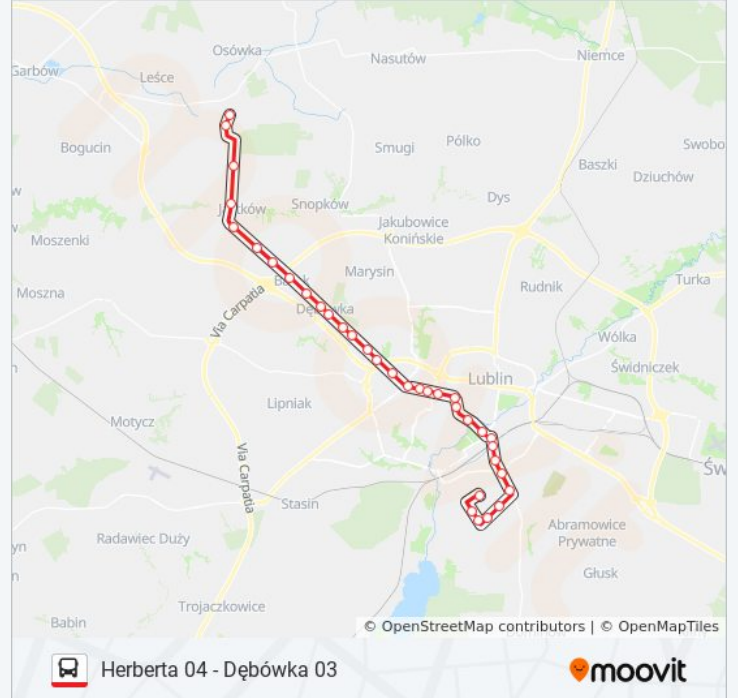 Osówka
Nasutów
Niemce
Garbów
Leśce
Bogucin
Smugi
Pólko
Swobo
Baszki
Dziuchów
Snopków
Dys
Jastków
Jakubowice
Konińskie
Moszenki
Marysin
Turka
Moszna
Rudnik
Via Carpatia
Dębówka
Wólka
Świdniczek
Lublin
Lipniak
Motycz
Via Carpatia
Św
Stasin
Abramowice
Prywatne
Radawiec Duży
yn
Głusk
n
Trojaczkowice
Babin
© OpenStreetMap contributors | © OpenMapTiles
Herberta 04 - Dębówka 03
moovit